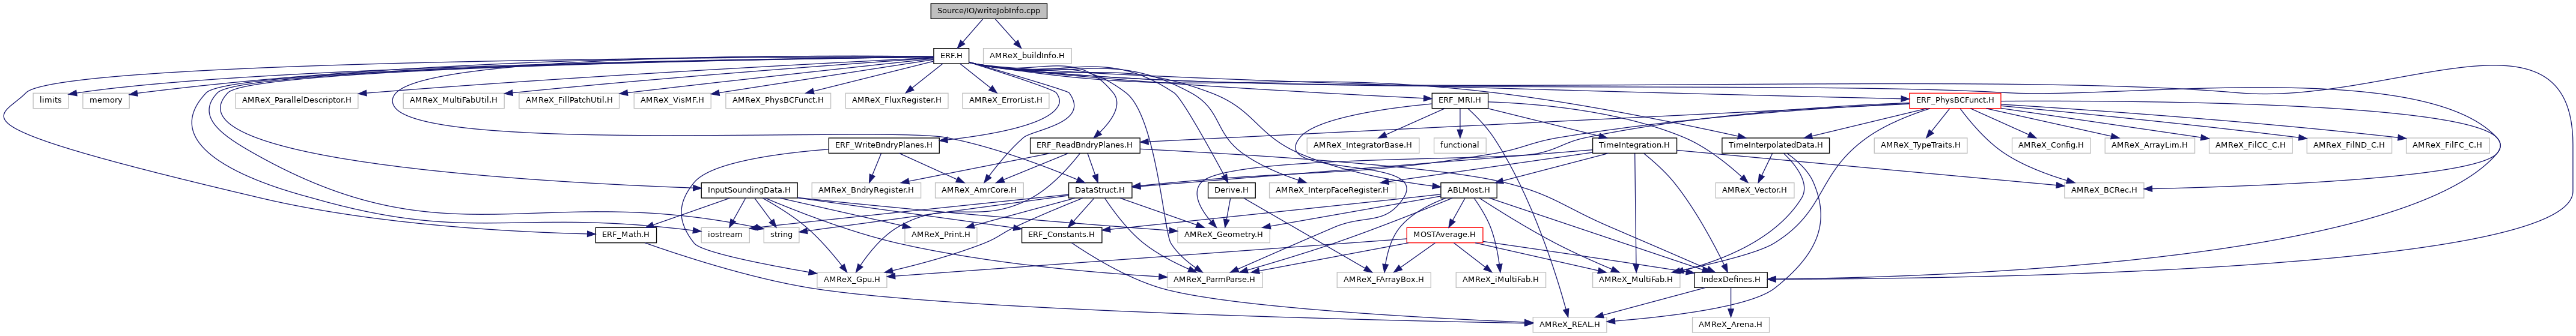 Source/IO/writeJobInfo.cpp
ERF.H
AMReX_buildInfo.H
limits
memory
AMReX_ParallelDescriptor.H
AMReX_MultiFabUtil.H
AMReX_FillPatchUtil.H
AMReX_VisMF.H
AMReX_PhysBCFunct.H
AMReX_FluxRegister.H
AMReX_ErrorList.H
ERF_MRI.H
ERF_PhysBCFunct.H
ERF_WriteBndryPlanes.H
ERF_ReadBndryPlanes.H
AMReX_IntegratorBase.H
functional
TimeIntegration.H
TimeInterpolatedData.H
AMReX_TypeTraits.H
AMReX_Config.H
AMReX_ArrayLim.H
AMReX_FilCC_C.H
AMReX_FilND_C.H
AMReX_FilFC_C.H
InputSoundingData.H
AMReX_BndryRegister.H
AMReX_AmrCore.H
DataStruct.H
Derive.H
AMReX_InterpFaceRegister.H
ABLMost.H
AMReX_Vector.H
AMReX_BCRec.H
ERF_Math.H
iostream
string
AMReX_Print.H
ERF_Constants.H
AMReX_Geometry.H
MOSTAverage.H
AMReX_Gpu.H
AMReX_ParmParse.H
AMReX_FArrayBox.H
AMReX_iMultiFab.H
AMReX_MultiFab.H
IndexDefines.H
AMReX_REAL.H
AMReX_Arena.H